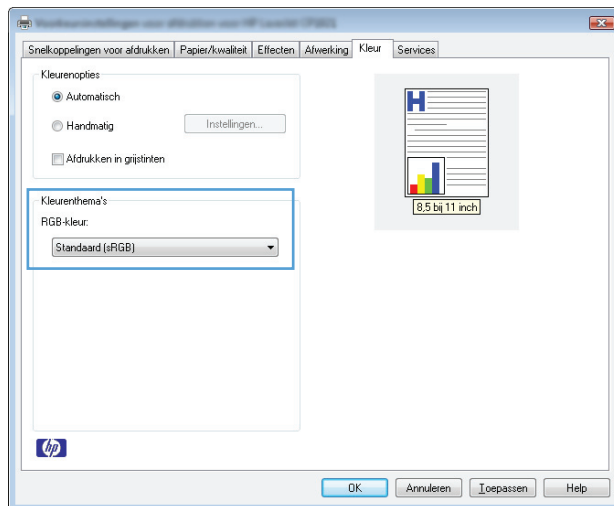 Snelkoppelingen voor afdrukken Papier/kwaliteit Effecten Afwerking Kleur Services
Kleurenopties
Automatisch
Handmatig Instellingen...
Afdrukken in grijstinten
H
8,5 bij 11 inch
Kleurenthema's
RGB-kleur:
Standaard (sRGB)
hp
OK Annuleren Toepassen Help